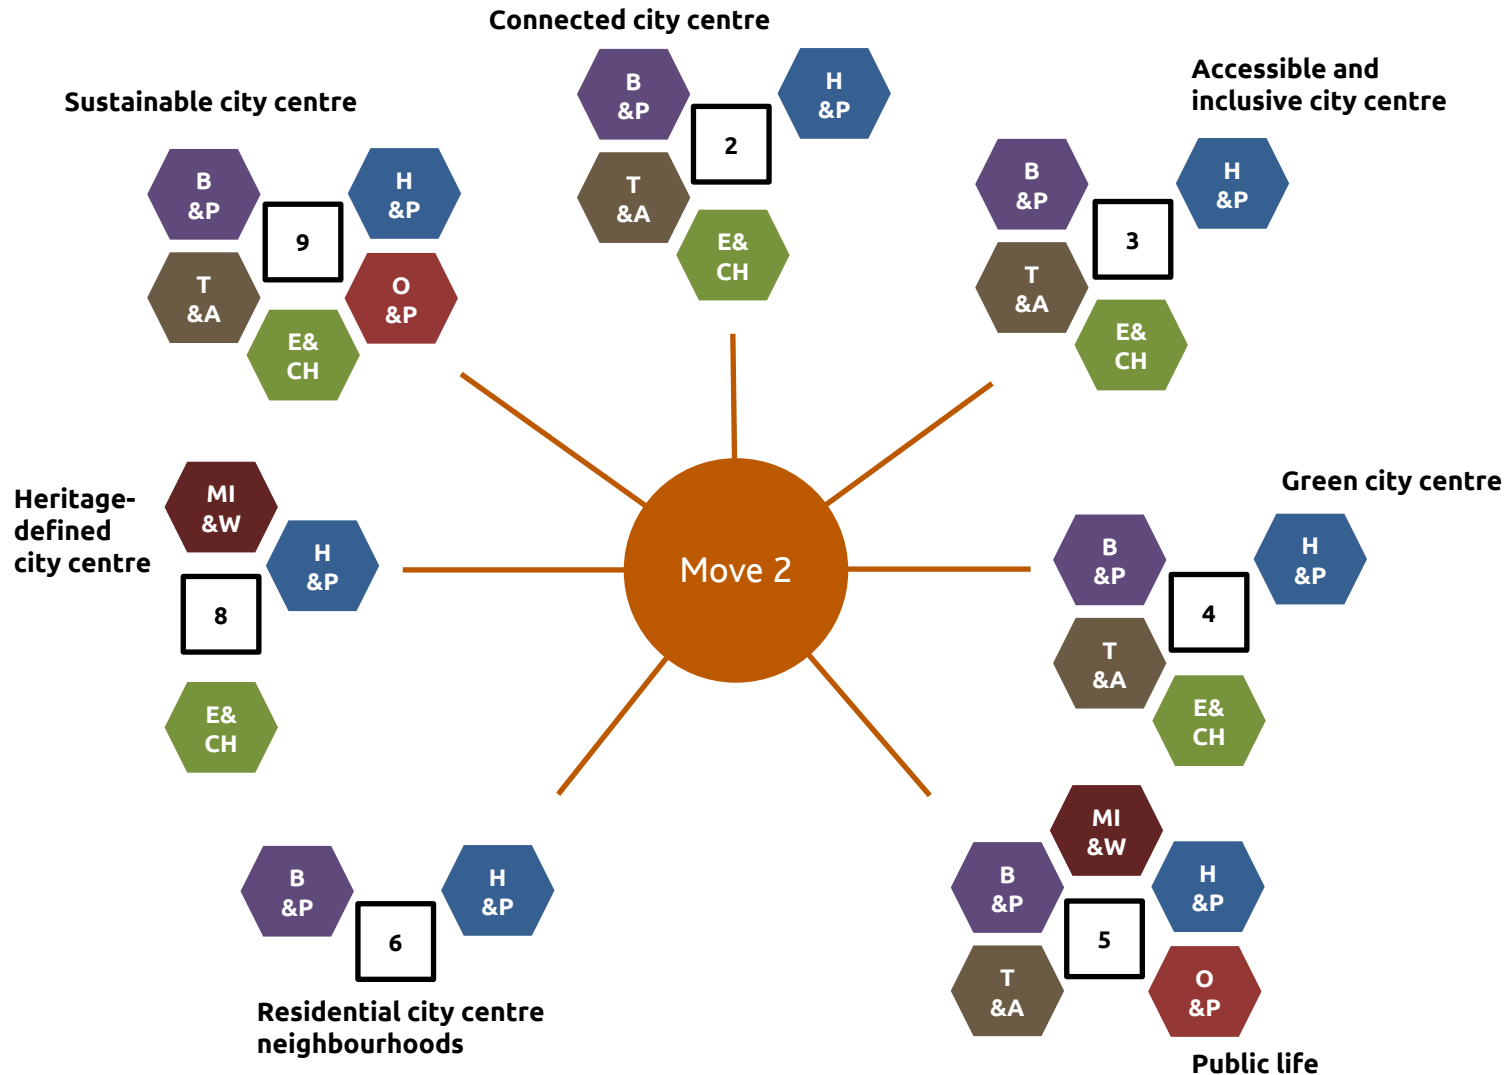 Connected city centre
B
&P
H
&P
2
T
&A
E&
CH
Sustainable city centre
B
&P
H
&P
9
T
&A
O
&P
E&
CH
Accessible and
inclusive city centre
B
&P
H
&P
3
T
&A
E&
CH
Heritage-
defined
city centre
MI
&W
H
&P
8
E&
CH
Move 2
Green city centre
B
&P
H
&P
4
T
&A
E&
CH
B
&P
H
&P
6
Residential city centre
neighbourhoods
MI
&W
B
&P
H
&P
5
T
&A
O
&P
Public life